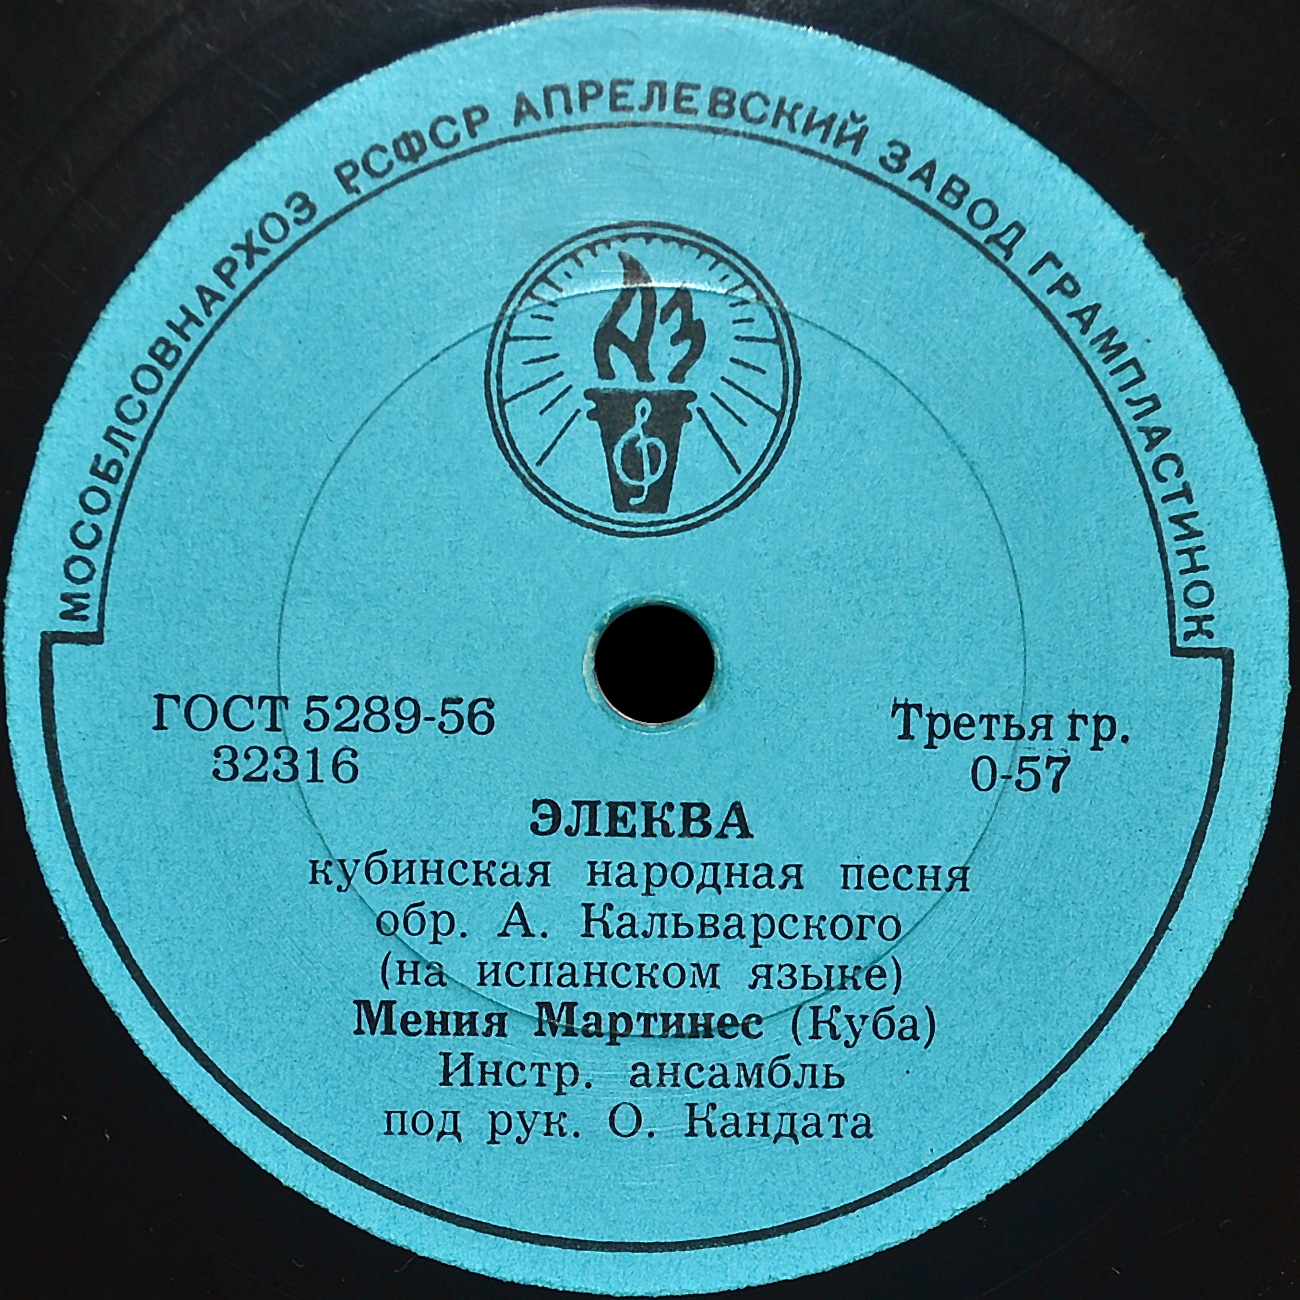 МОСОБЛСОВНАРХОЗ РСФСР АПРЕЛЕВСКИЙ ЗАВОД ГРАМПЛАСТИНОК
АЗ
ГОСТ 5289-56
32316
Третья гр.
0-57
ЭЛЕКВА
кубинская народная песня
обр. А. Кальварского
(на испанском языке)
Мения Мартинес (Куба)
Инстр. ансамбль
под рук. О. Кандата